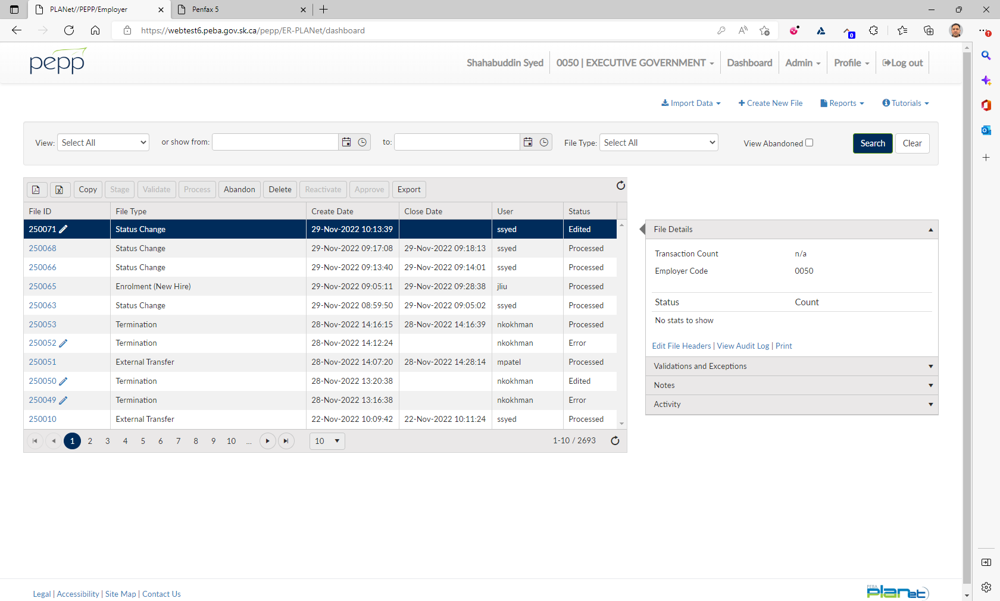 PLANet//PEPP/Employer
Penfax 5
https://webtest6.peba.gov.sk.ca/pepp/ER-PLANet/dashboard
0
pepp
Shahabuddin Syed
0050 | EXECUTIVE GOVERNMENT
Dashboard
Admin
Profile
Log out
Import Data
Create New File
Reports
Tutorials
View: Select All or show from: to: File Type: Select All View Abandoned Search Clear
Copy Stage Validate Process Abandon Delete Reactivate Approve Export
File ID File Type Create Date Close Date User Status
250071 Status Change 29-Nov-2022 10:13:39 ssyed Edited
250068 Status Change 29-Nov-2022 09:17:08 29-Nov-2022 09:18:13 ssyed Processed
250066 Status Change 29-Nov-2022 09:13:40 29-Nov-2022 09:14:01 ssyed Processed
250065 Enrolment (New Hire) 29-Nov-2022 09:05:11 29-Nov-2022 09:28:38 jliu Processed
250063 Status Change 29-Nov-2022 08:59:50 29-Nov-2022 09:05:02 ssyed Processed
250053 Termination 28-Nov-2022 14:16:15 28-Nov-2022 14:16:39 nkokhman Processed
250052 Termination 28-Nov-2022 14:12:24 nkokhman Error
250051 External Transfer 28-Nov-2022 14:07:20 28-Nov-2022 14:28:14 mpatel Processed
250050 Termination 28-Nov-2022 13:20:38 nkokhman Edited
250049 Termination 28-Nov-2022 13:16:38 nkokhman Error
250010 External Transfer 22-Nov-2022 10:09:42 22-Nov-2022 10:11:24 ssyed Processed
1 2 3 4 5 6 7 8 9 10 ... 10 1-10 / 2693
File Details
Transaction Count n/a
Employer Code 0050
Status Count
No stats to show
Edit File Headers | View Audit Log | Print
Validations and Exceptions
Notes
Activity
Legal | Accessibility | Site Map | Contact Us
PEBA
planet